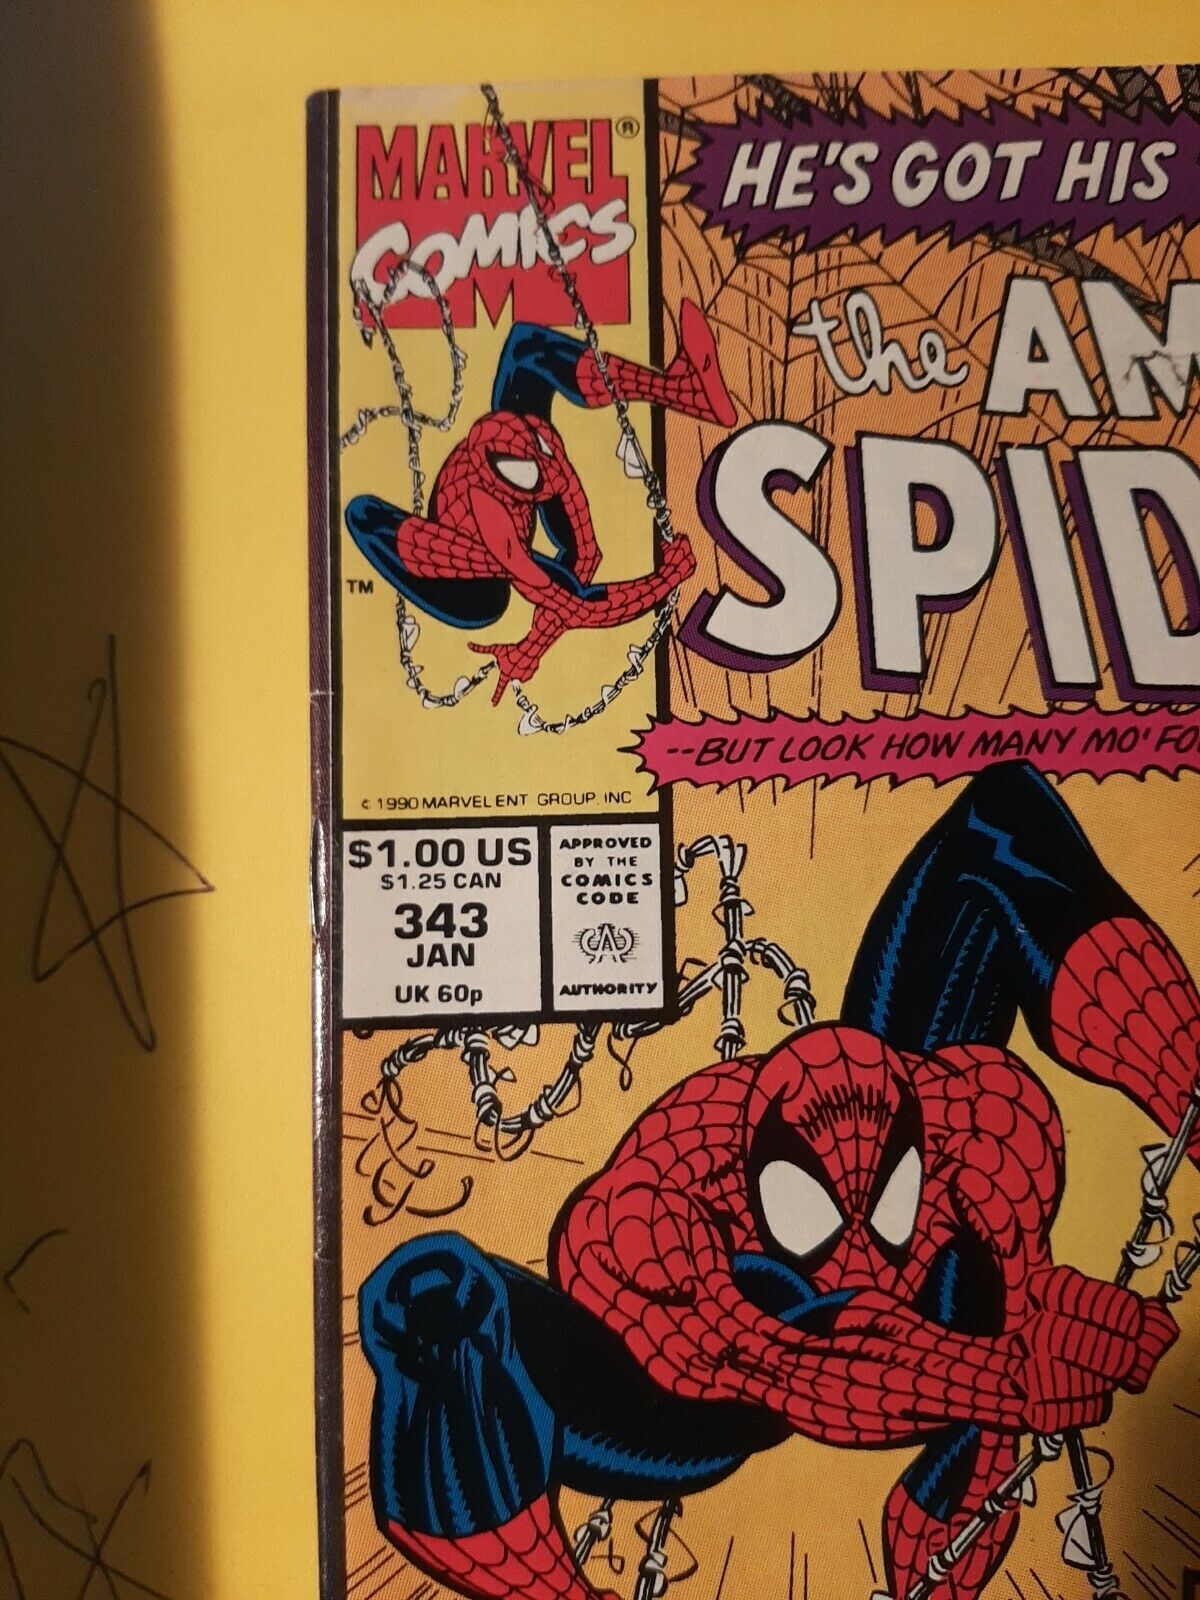 MARVEL®
COMICS
M
TM
© 1990 MARVEL ENT GROUP, INC
$1.00 US
$1.25 CAN
343
JAN
UK 60p
APPROVED
BY THE
COMICS
CODE
CA
AUTHORITY
HE'S GOT HIS
the AM
SPID
--BUT LOOK HOW MANY MO' FO